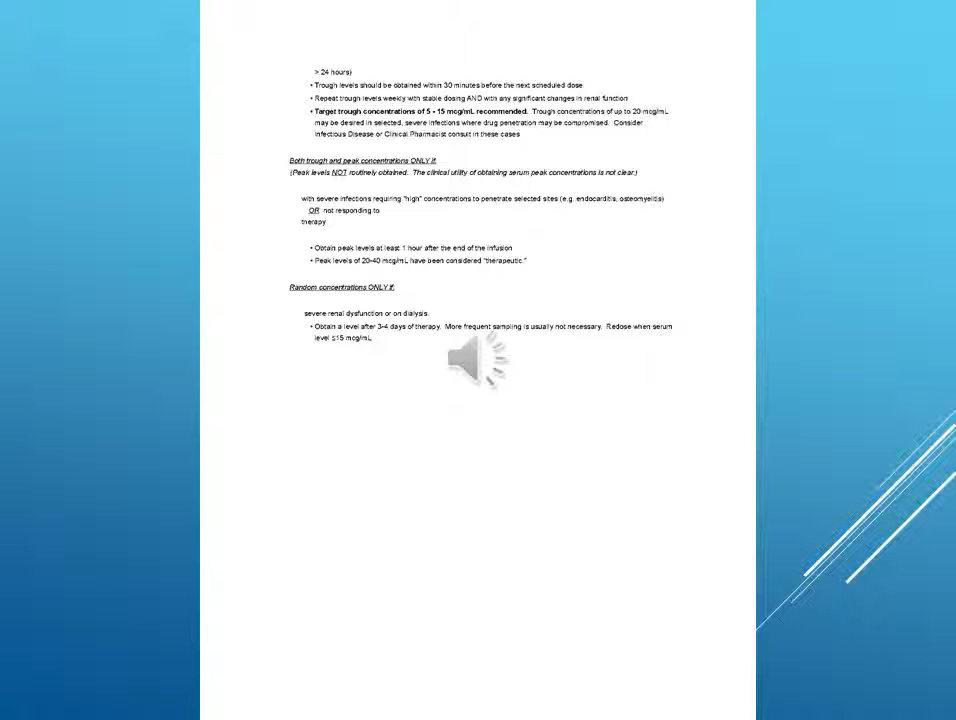 > 24 hours)
• Trough levels should be obtained within 30 minutes before the next scheduled dose
• Repeat trough levels weekly with stable dosing AND with any significant changes in renal function
• Target trough concentrations of 5 - 15 mcg/mL recommended. Trough concentrations of up to 20 mcg/mL
may be desired in selected, severe infections where drug penetration may be compromised. Consider
Infectious Disease or Clinical Pharmacist consult in these cases
Both trough and peak concentrations ONLY if:
(Peak levels NOT routinely obtained. The clinical utility of obtaining serum peak concentrations is not clear.)
with severe infections requiring "high" concentrations to penetrate selected sites (e.g. endocarditis, osteomyelitis)
OR not responding to
therapy
• Obtain peak levels at least 1 hour after the end of the infusion
• Peak levels of 20-40 mcg/mL have been considered "therapeutic."
Random concentrations ONLY if:
severe renal dysfunction or on dialysis.
• Obtain a level after 3-4 days of therapy. More frequent sampling is usually not necessary. Redose when serum
level ≤15 mcg/mL